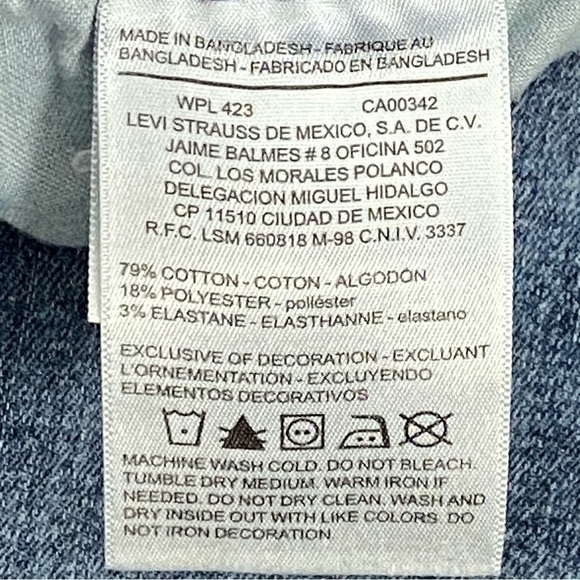 MADE IN BANGLADESH - FABRIQUE AU
BANGLADESH - FABRICADO EN BANGLADESH
WPL 423 CA00342
LEVI STRAUSS DE MEXICO, S.A. DE C.V.
JAIME BALMES # 8 OFICINA 502
COL. LOS MORALES POLANCO
DELEGACION MIGUEL HIDALGO
CP 11510 CIUDAD DE MEXICO
R.F.C. LSM 660818 M-98 C.N.I.V. 3337
79% COTTON - COTON - ALGODÓN
18% POLYESTER - poliéster
3% ELASTANE - ELASTHANNE - elastano
EXCLUSIVE OF DECORATION - EXCLUANT
L'ORNEMENTATION - EXCLUYENDO
ELEMENTOS DECORATIVOS
MACHINE WASH COLD. DO NOT BLEACH.
TUMBLE DRY MEDIUM. WARM IRON IF
NEEDED. DO NOT DRY CLEAN. WASH AND
DRY INSIDE OUT WITH LIKE COLORS. DO
NOT IRON DECORATION.